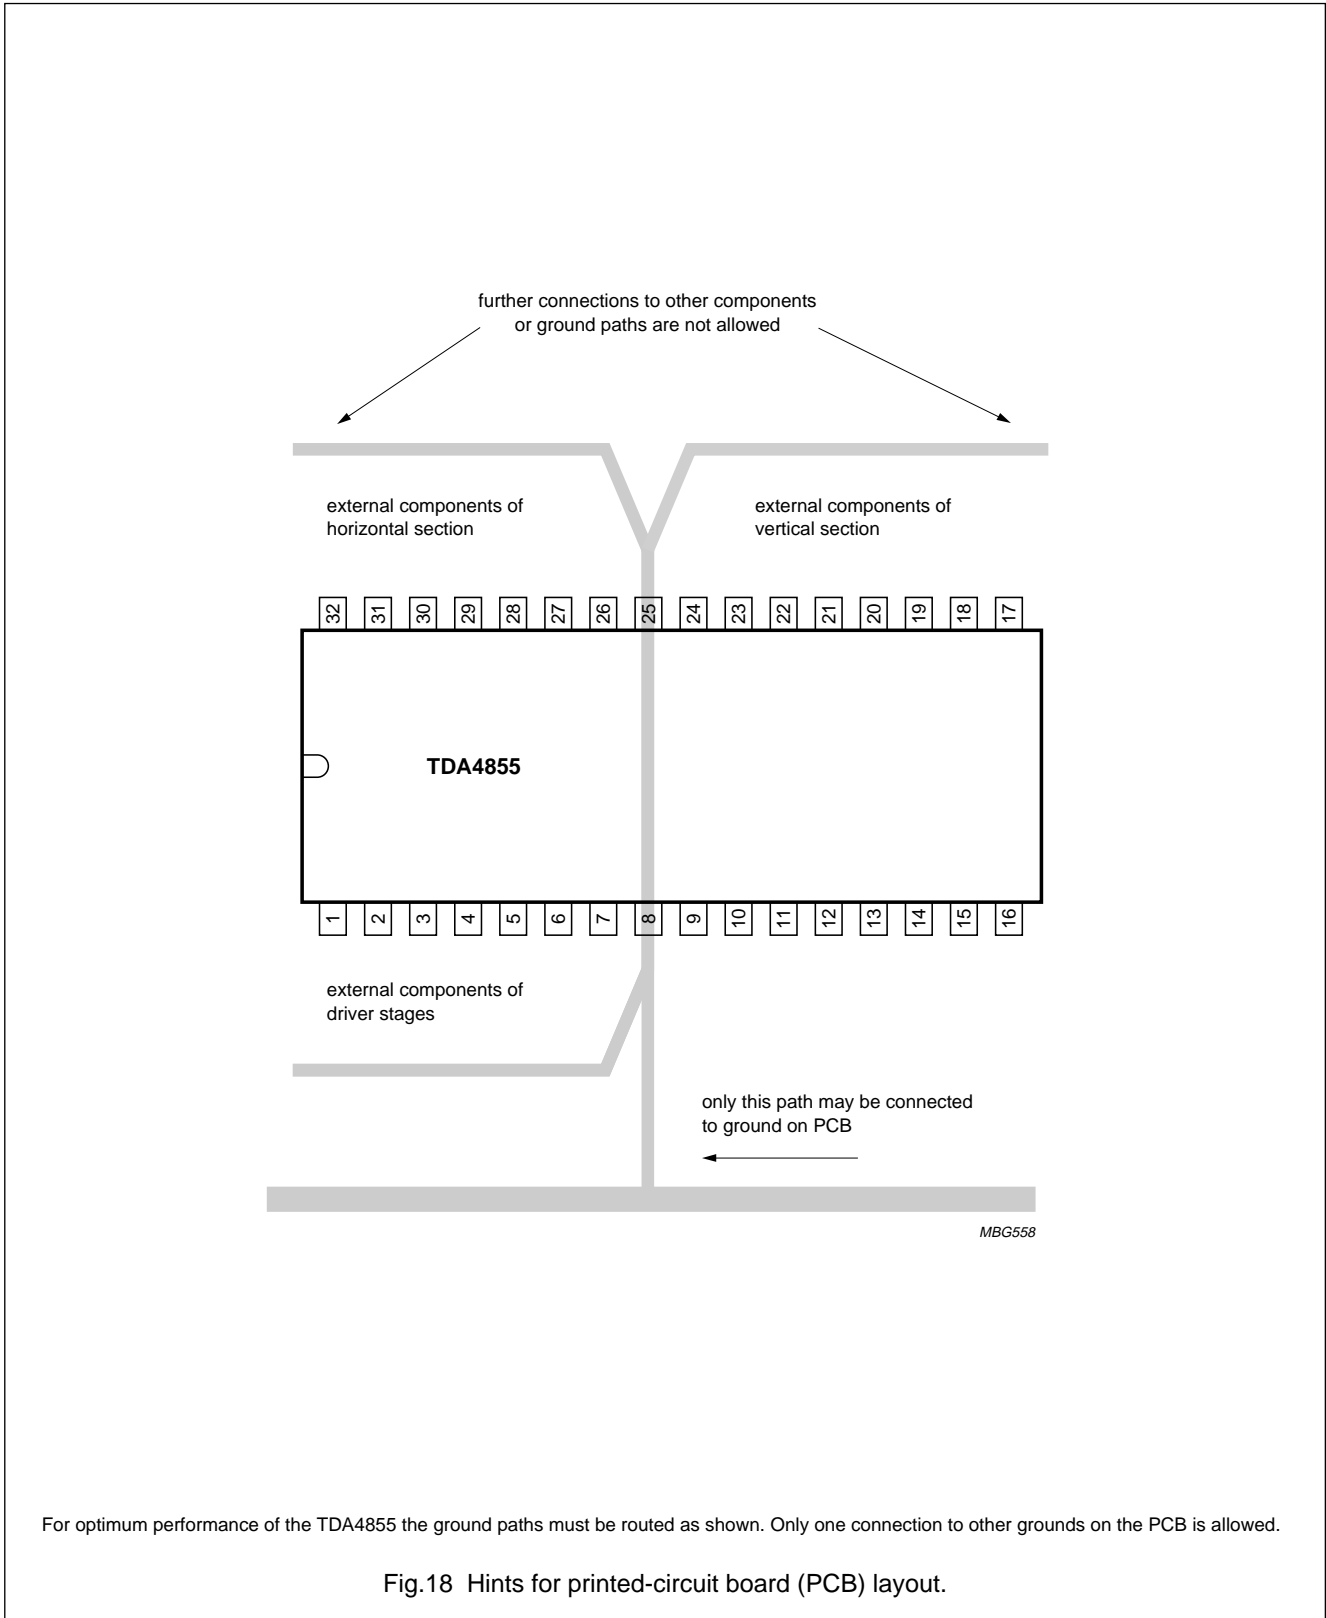 further connections to other components
or ground paths are not allowed
external components of
horizontal section
external components of
vertical section
32 31 30 29 28 27 26 25 24 23 22 21 20 19 18 17
TDA4855
1 2 3 4 5 6 7 8 9 10 11 12 13 14 15 16
external components of
driver stages
only this path may be connected
to ground on PCB
MBG558
For optimum performance of the TDA4855 the ground paths must be routed as shown. Only one connection to other grounds on the PCB is allowed.
Fig.18 Hints for printed-circuit board (PCB) layout.